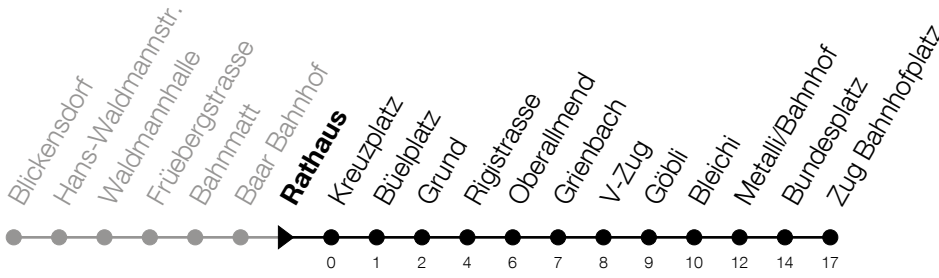 Blickensdorf
Hans-Waldmannstr.
Waldmannhalle
Früebergstrasse
Bahnmatt
Baar Bahnhof
Rathaus
Kreuzplatz
Büelplatz
Grund
Rigistrasse
Oberallmend
Grienbach
V-Zug
Göbli
Bleichi
Metalli/Bahnhof
Bundesplatz
Zug Bahnhofplatz
0 1 2 4 6 7 8 9 10 12 14 17